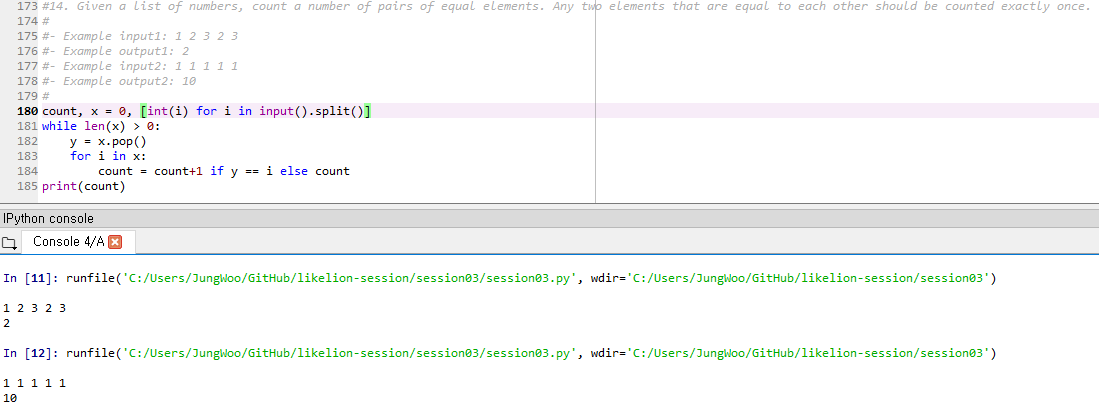 173 #14. Given a list of numbers, count a number of pairs of equal elements. Any two elements that are equal to each other should be counted exactly once.
174 #
175 #- Example input1: 1 2 3 2 3
176 #- Example output1: 2
177 #- Example input2: 1 1 1 1 1
178 #- Example output2: 10
179 #
180 count, x = 0, [int(i) for i in input().split()]
181 while len(x) > 0:
182     y = x.pop()
183     for i in x:
184         count = count+1 if y == i else count
185 print(count)
IPython console
Console 4/A
In [11]: runfile('C:/Users/JungWoo/GitHub/likelion-session/session03/session03.py', wdir='C:/Users/JungWoo/GitHub/likelion-session/session03')
1 2 3 2 3
2
In [12]: runfile('C:/Users/JungWoo/GitHub/likelion-session/session03/session03.py', wdir='C:/Users/JungWoo/GitHub/likelion-session/session03')
1 1 1 1 1
10